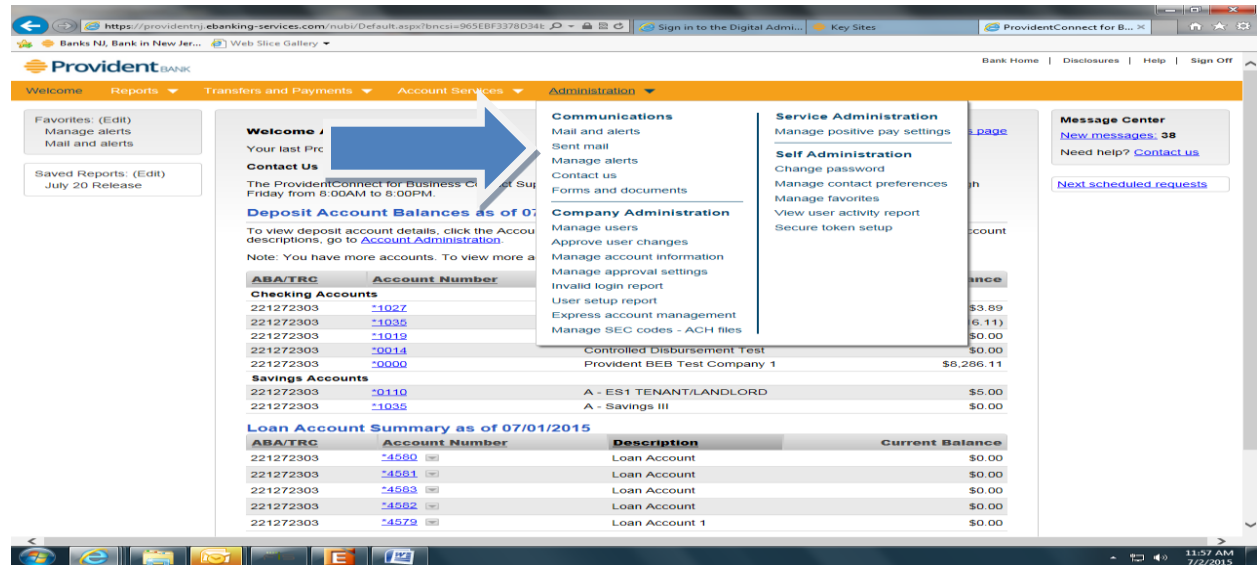 https://providentnj.ebanking-services.com/nubi/Default.aspx?bncsi=965EBF3378D34
Sign in to the Digital Admi...
Key Sites
ProvidentConnect for B...
Banks NJ, Bank in New Jer...
Web Slice Gallery
Provident BANK
Bank Home | Disclosures | Help | Sign Off
Welcome Reports Transfers and Payments Account Services Administration
Favorites: (Edit)
Manage alerts
Mail and alerts
Saved Reports: (Edit)
July 20 Release
Welcome
page
Your last
Contact Us
The ProvidentConnect for Business
Friday from 8:00AM to 8:00PM.
Deposit Account Balances as of
To view deposit account details, click the
descriptions, go to Account Administration.
Note: You have more accounts. To view more
ABA/TRC Account Number
Checking Accounts
221272303 *1027 $3.89
221272303 *1035 6.11)
221272303 *1019 $0.00
221272303 *0014 Controlled Disbursement Test $0.00
221272303 *0000 Provident BEB Test Company 1 $8,286.11
Savings Accounts
221272303 *0110 A - ES1 TENANT/LANDLORD $5.00
221272303 *1035 A - Savings III $0.00
Loan Account Summary as of 07/01/2015
ABA/TRC Account Number Description Current Balance
221272303 *4580 Loan Account $0.00
221272303 *4581 Loan Account $0.00
221272303 *4583 Loan Account $0.00
221272303 *4582 Loan Account $0.00
221272303 *4579 Loan Account 1 $0.00
Communications
Mail and alerts
Sent mail
Manage alerts
Contact us
Forms and documents
Company Administration
Manage users
Approve user changes
Manage account information
Manage approval settings
Invalid login report
User setup report
Express account management
Manage SEC codes - ACH files
Service Administration
Manage positive pay settings
Self Administration
Change password
Manage contact preferences
Manage favorites
View user activity report
Secure token setup
Message Center
New messages: 38
Need help? Contact us
Next scheduled requests
11:57 AM
7/2/2015